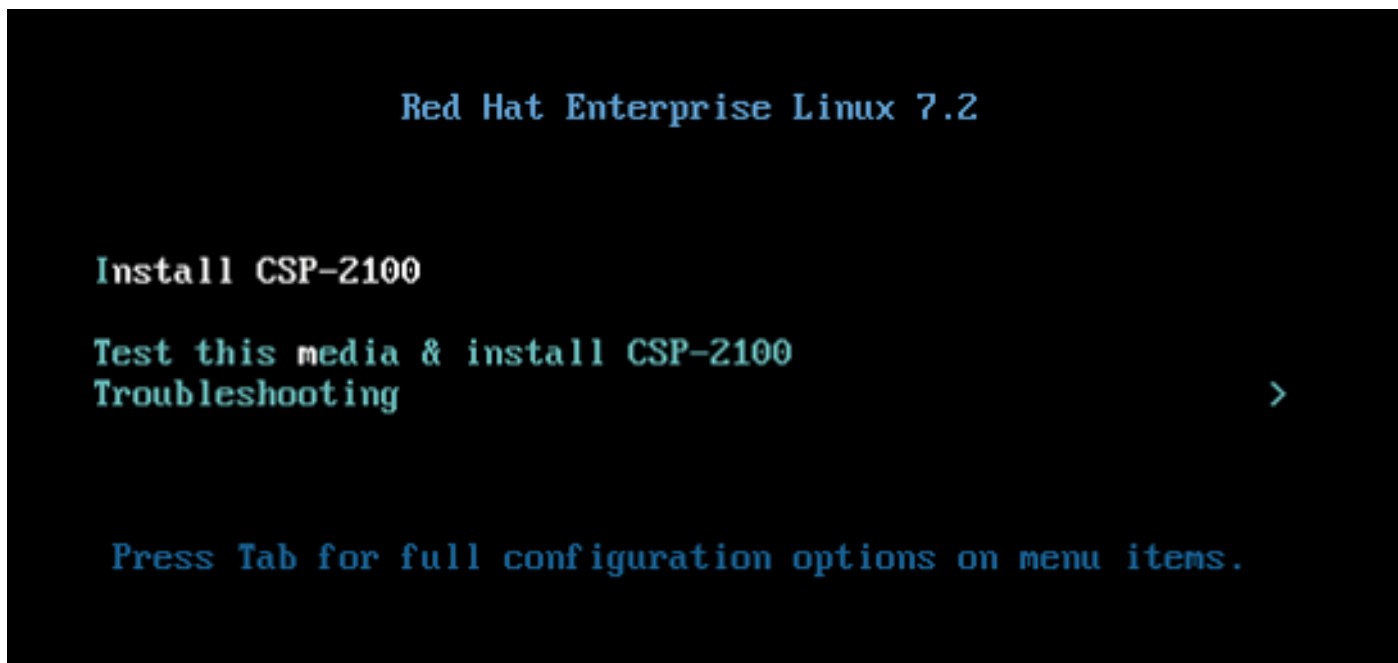 Red Hat Enterprise Linux 7.2
Install CSP-2100
Test this media & install CSP-2100
Troubleshooting >
Press Tab for full configuration options on menu items.